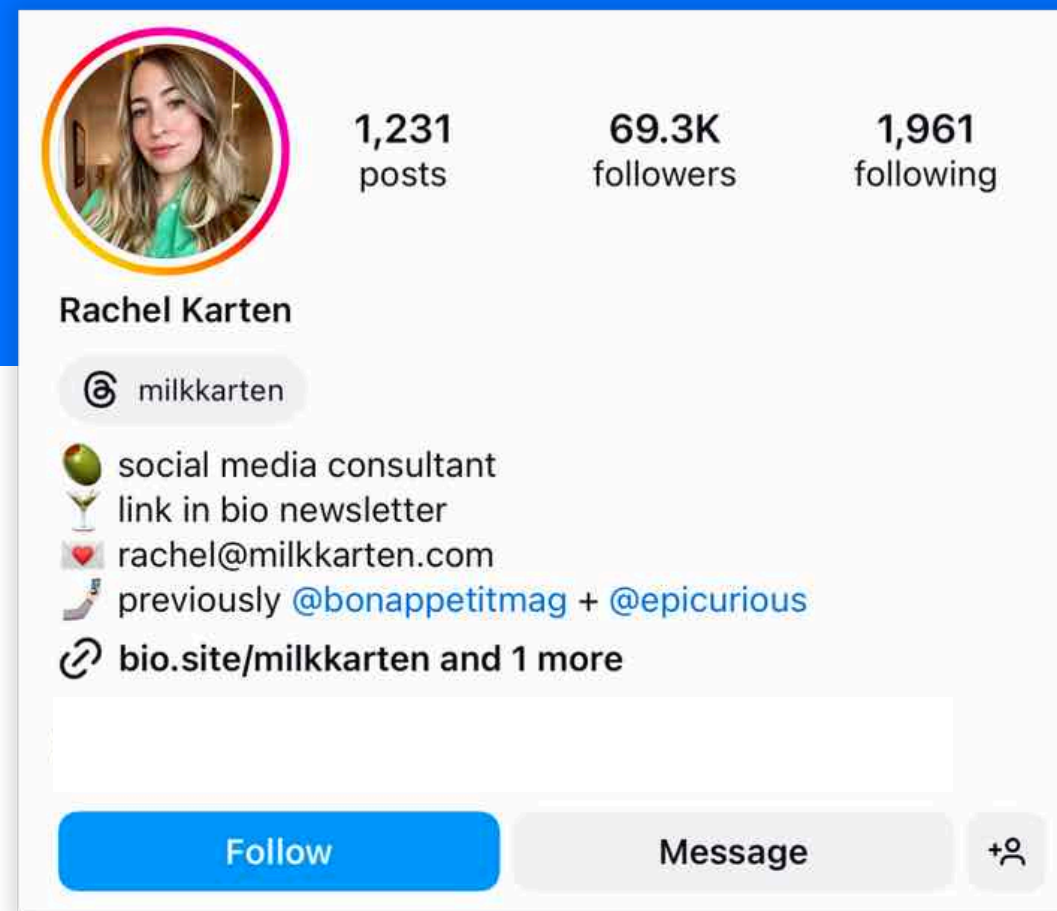 1,231 69.3K 1,961
posts followers following
Rachel Karten
milkkarten
social media consultant
link in bio newsletter
rachel@milkkarten.com
previously @bonappetitmag + @epicurious
bio.site/milkkarten and 1 more
Follow Message